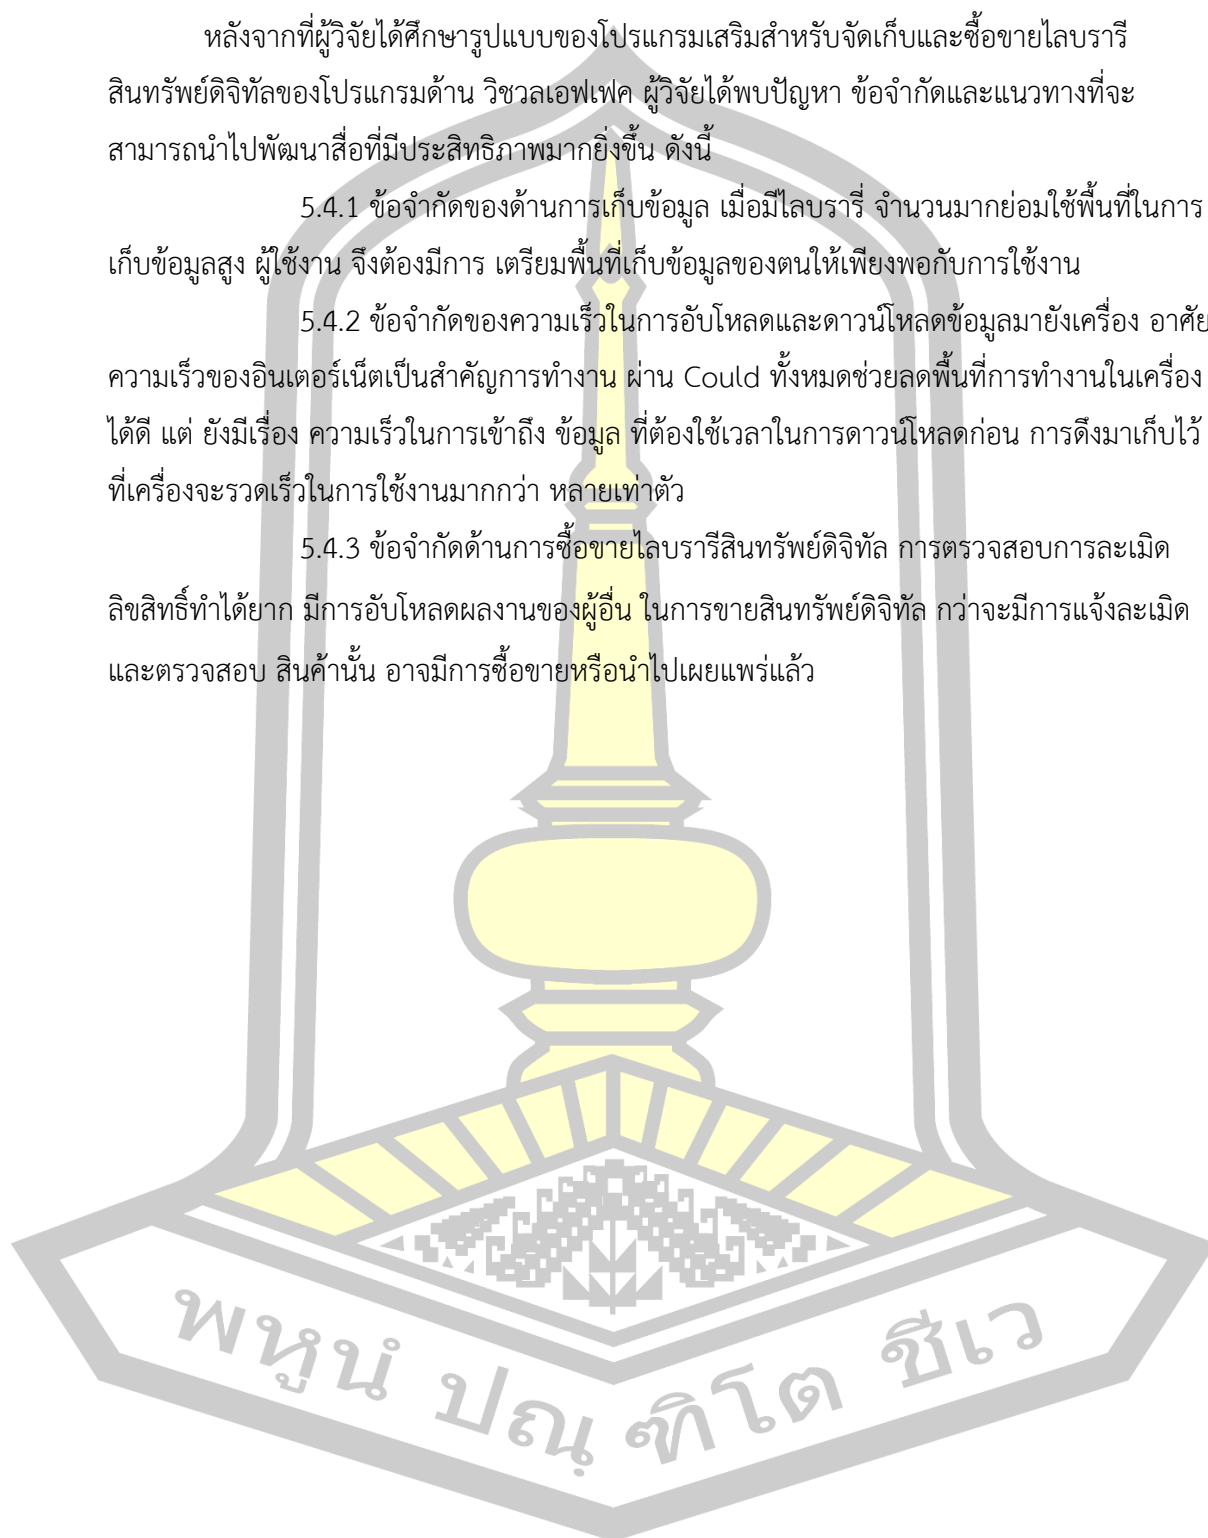 หลังจากที่ผู้วิจัยได้ศึกษารูปแบบของโปรแกรมเสริมสำหรับจัดเก็บและซื้อขายไลบรารี
สินทรัพย์ดิจิทัลของโปรแกรมด้าน วิชวลเอฟเฟค ผู้วิจัยได้พบปัญหา ข้อจำกัดและแนวทางที่จะ
สามารถนำไปพัฒนาสื่อที่มีประสิทธิภาพมากยิ่งขึ้น ดังนี้
5.4.1 ข้อจำกัดของด้านการเก็บข้อมูล เมื่อมีไลบรารี่ จำนวนมากย่อมใช้พื้นที่ในการ
เก็บข้อมูลสูง ผู้ใช้งาน จึงต้องมีการ เตรียมพื้นที่เก็บข้อมูลของตนให้เพียงพอกับการใช้งาน
5.4.2 ข้อจำกัดของความเร็วในการอับโหลดและดาวน์โหลดข้อมูลมายังเครื่อง อาศัย
ความเร็วของอินเตอร์เน็ตเป็นสำคัญการทำงาน ผ่าน Could ทั้งหมดช่วยลดพื้นที่การทำงานในเครื่อง
ได้ดี แต่ ยังมีเรื่อง ความเร็วในการเข้าถึง ข้อมูล ที่ต้องใช้เวลาในการดาวน์โหลดก่อน การดึงมาเก็บไว้
ที่เครื่องจะรวดเร็วในการใช้งานมากกว่า หลายเท่าตัว
5.4.3 ข้อจำกัดด้านการซื้อขายไลบรารีสินทรัพย์ดิจิทัล การตรวจสอบการละเมิด
ลิขสิทธิ์ทำได้ยาก มีการอับโหลดผลงานของผู้อื่น ในการขายสินทรัพย์ดิจิทัล กว่าจะมีการแจ้งละเมิด
และตรวจสอบ สินค้านั้น อาจมีการซื้อขายหรือนำไปเผยแพร่แล้ว
พหูนํ ปณฺ ฑิโต ชีเว